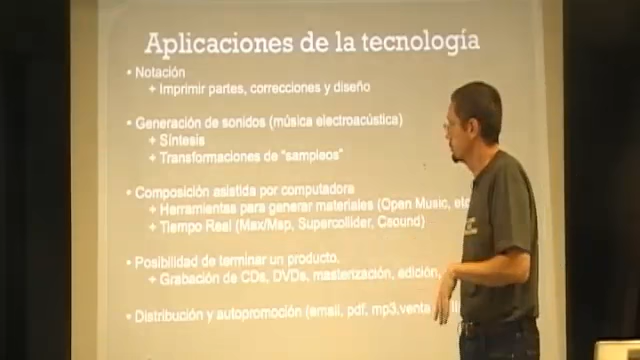 Aplicaciones de la tecnología
• Notación
+ Imprimir partes, correcciones y diseño
• Generación de sonidos (música electroacústica)
+ Síntesis
+ Transformaciones de "sampleos"
• Composición asistida por computadora
+ Herramientas para generar materiales (Open Music, etc
+ Tiempo Real (Max/Msp, Supercollider, Csound)
• Posibilidad de terminar un producto.
+ Grabación de CDs, DVDs, masterización, edición,
• Distribución y autopromoción (email, pdf, mp3,venta